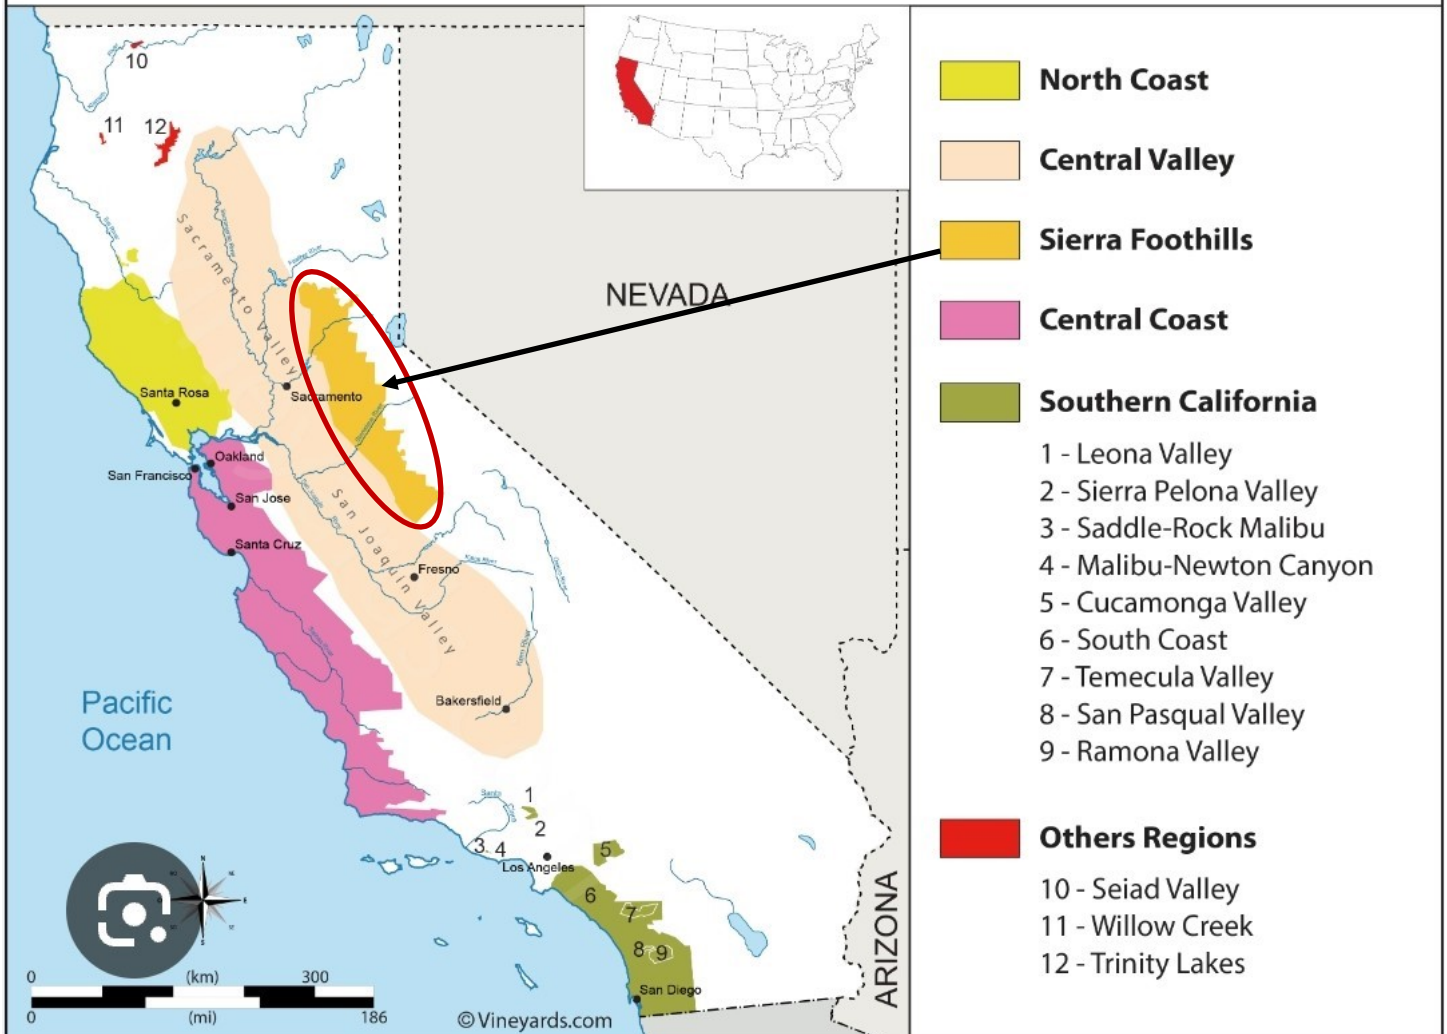 10
11
12
NEVADA
Sacramento Valley
Santa Rosa
Sacramento
Oakland
San Francisco
San Jose
Santa Cruz
San Joaquin Valley
Fresno
Bakersfield
Kern River
Pacific
Ocean
1
2
3
4
Los Angeles
5
6
7
8
9
San Diego
ARIZONA
N
E
S
0 (km) 300
0 (mi) 186
©Vineyards.com
North Coast
Central Valley
Sierra Foothills
Central Coast
Southern California
1 - Leona Valley
2 - Sierra Pelona Valley
3 - Saddle-Rock Malibu
4 - Malibu-Newton Canyon
5 - Cucamonga Valley
6 - South Coast
7 - Temecula Valley
8 - San Pasqual Valley
9 - Ramona Valley
Others Regions
10 - Seiad Valley
11 - Willow Creek
12 - Trinity Lakes